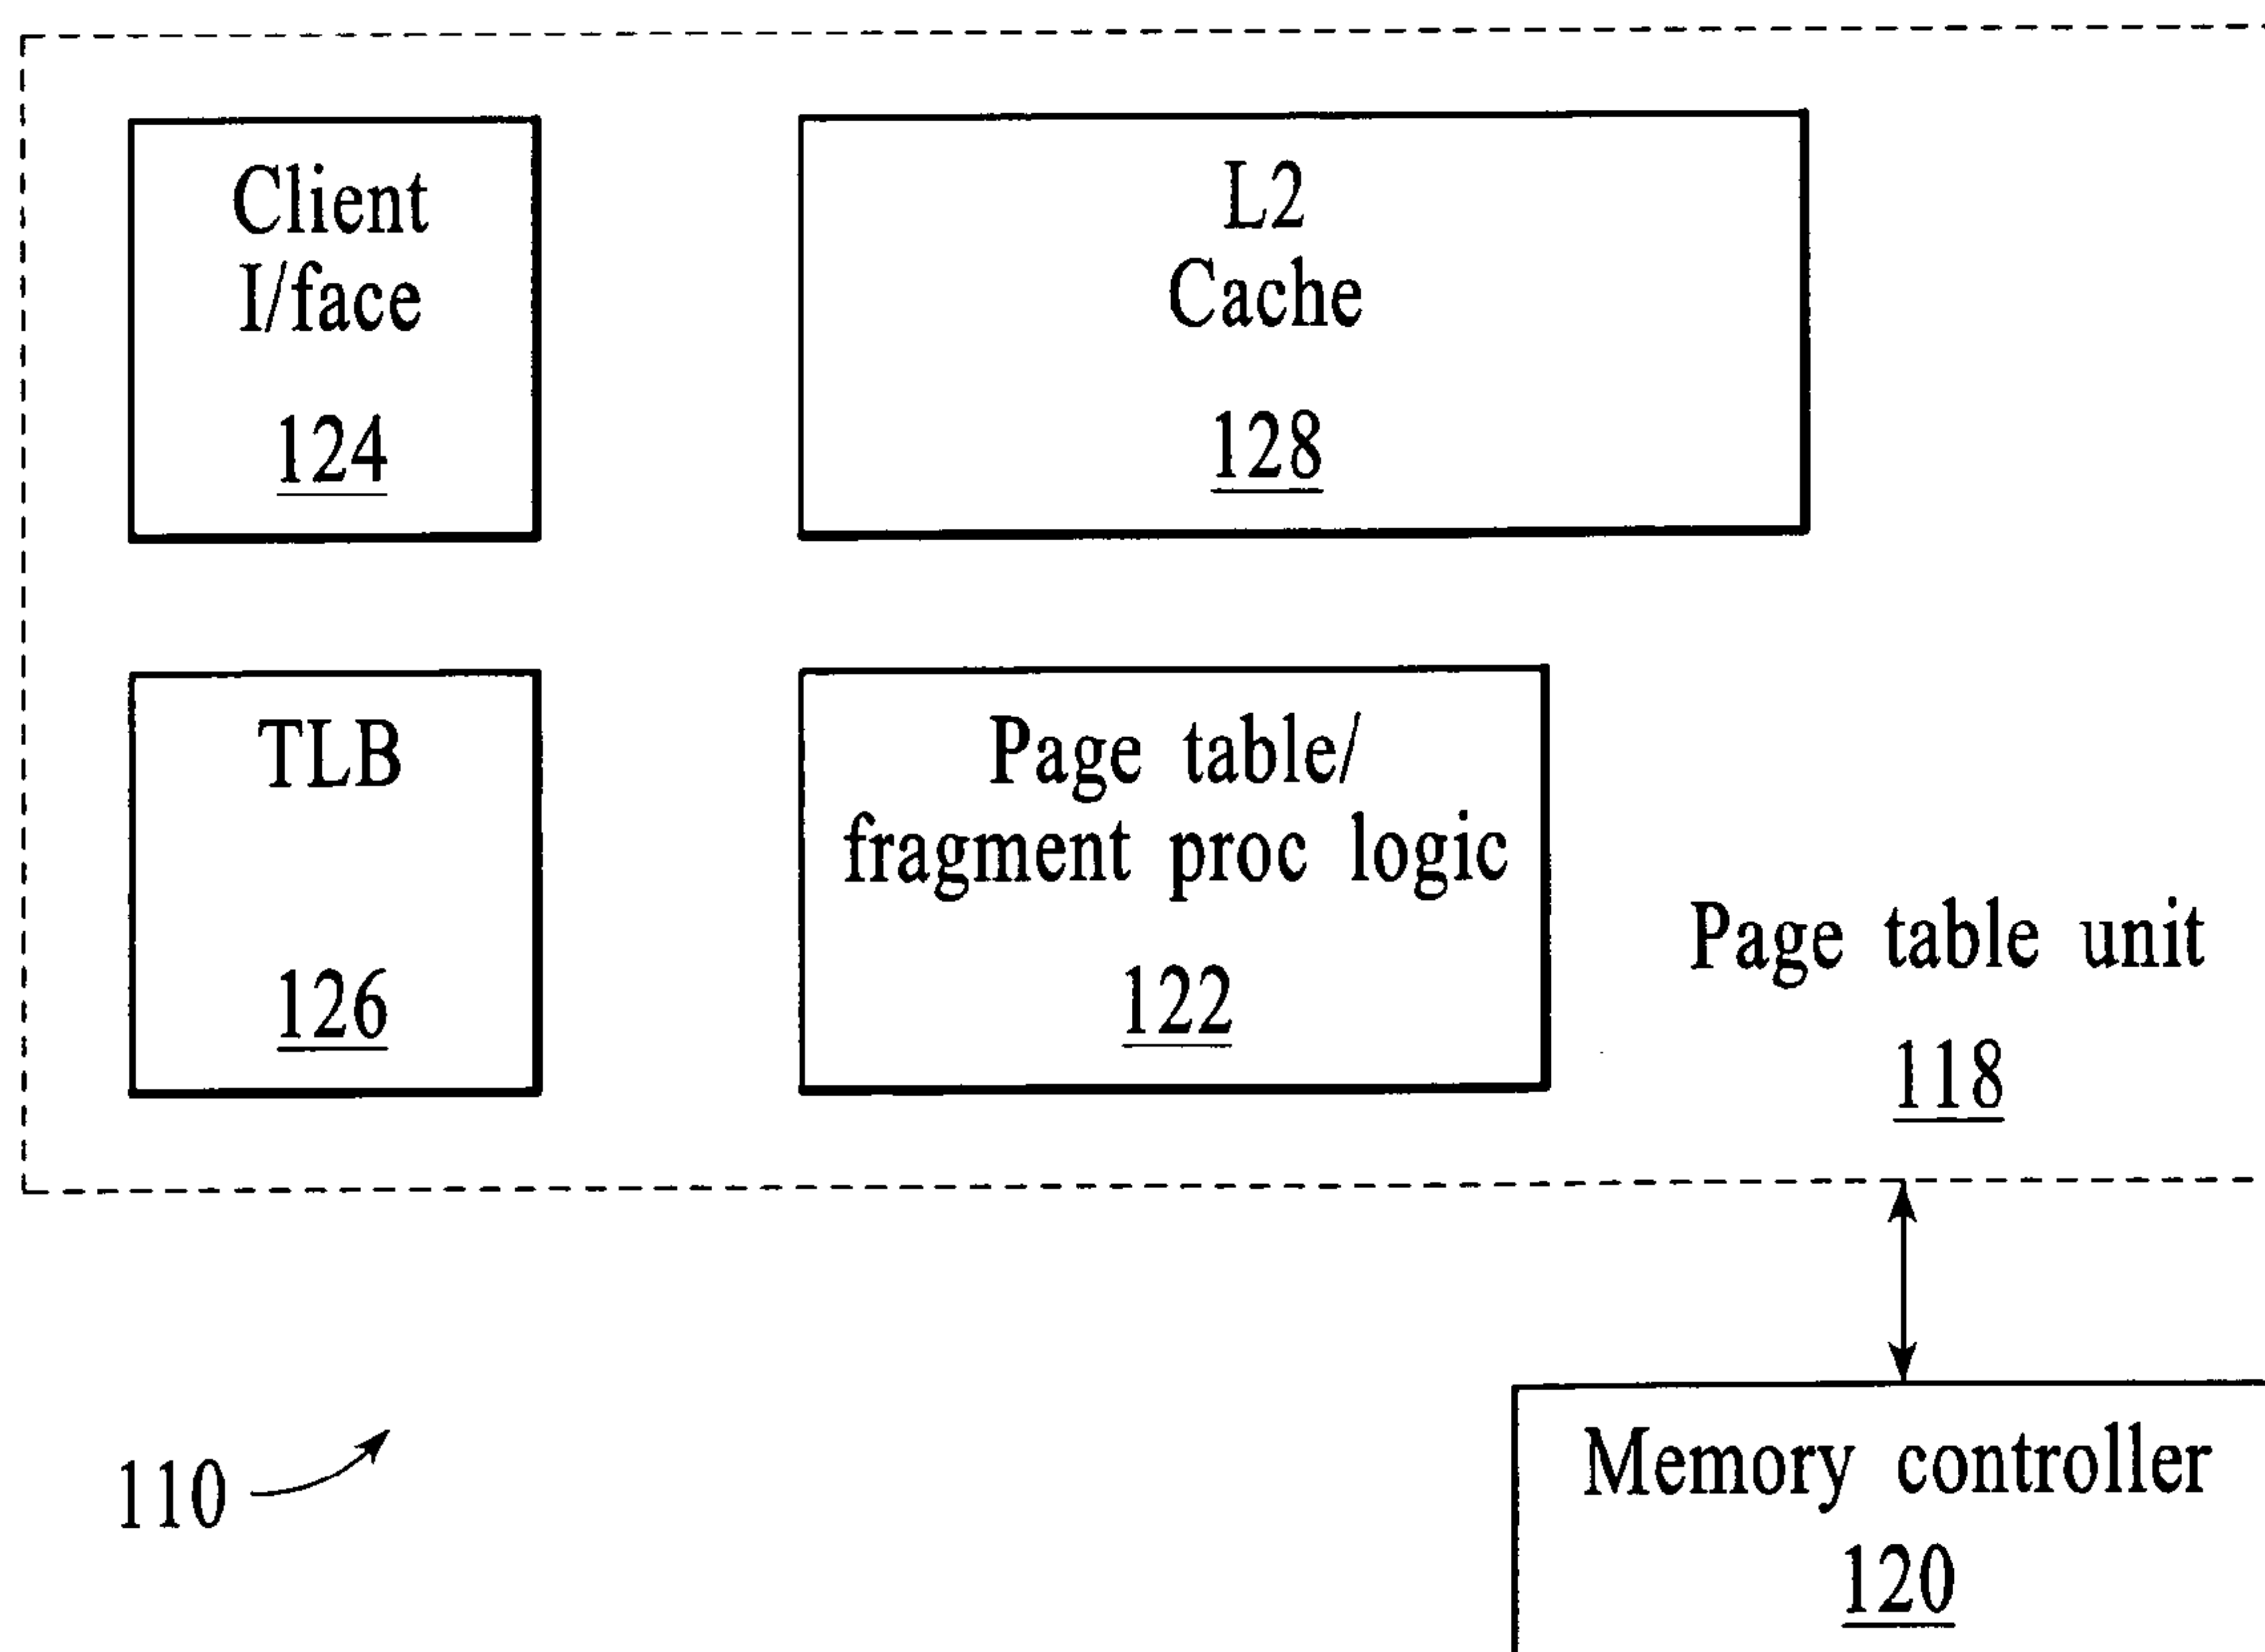 Client
I/face
124
L2
Cache
128
TLB
126
Page table/
fragment proc logic
122
Page table unit
118
110
Memory controller
120